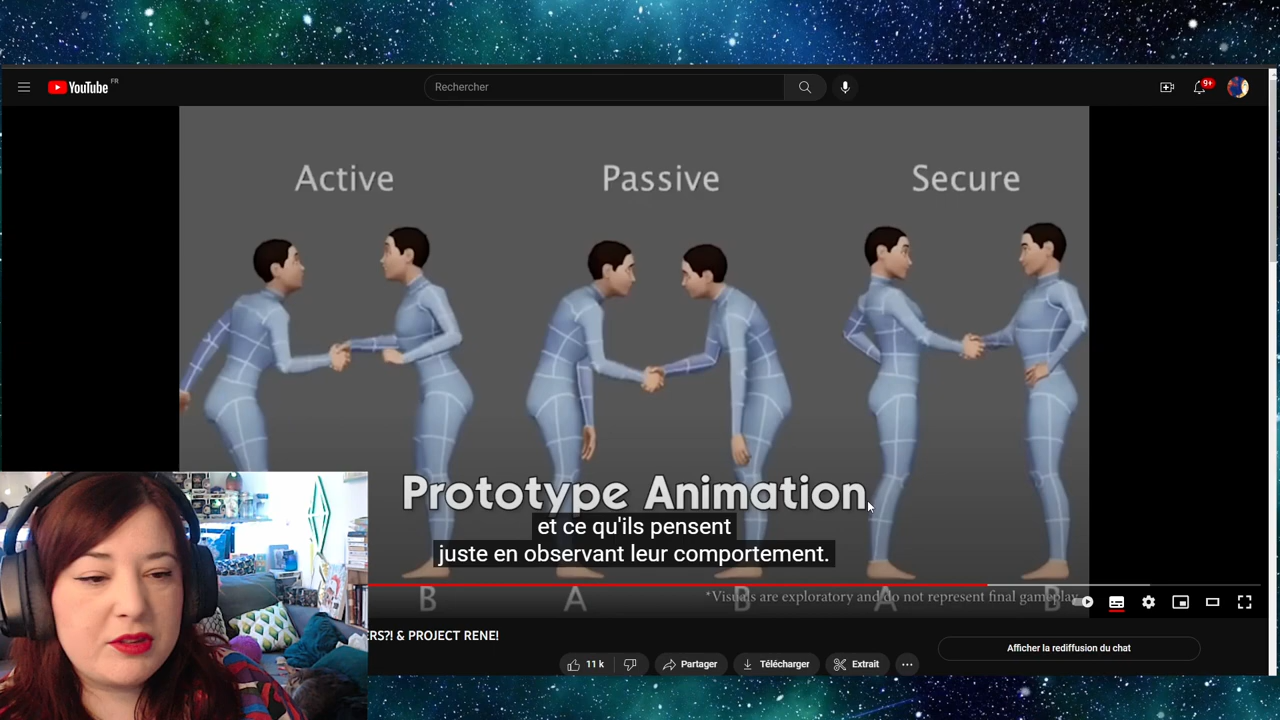 YouTube FR
Rechercher
9+
Active
Passive
Secure
Prototype Animation
et ce qu'ils pensent
juste en observant leur comportement.
B
A
B
A
B
*Visuals are exploratory and do not represent final gameplay
ERS?! & PROJECT RENE!
Afficher la rediffusion du chat
11 k
Partager
Télécharger
Extrait